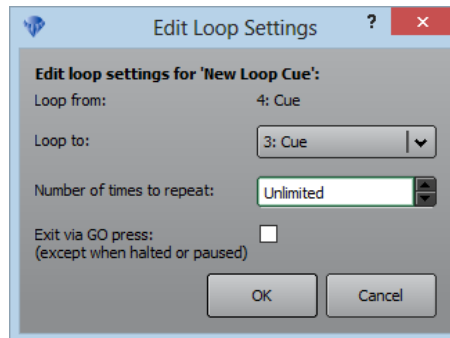 Edit Loop Settings
?
x
Edit loop settings for 'New Loop Cue':
Loop from: 4: Cue
Loop to: 3: Cue
Number of times to repeat: Unlimited
Exit via GO press:
(except when halted or paused)
OK Cancel